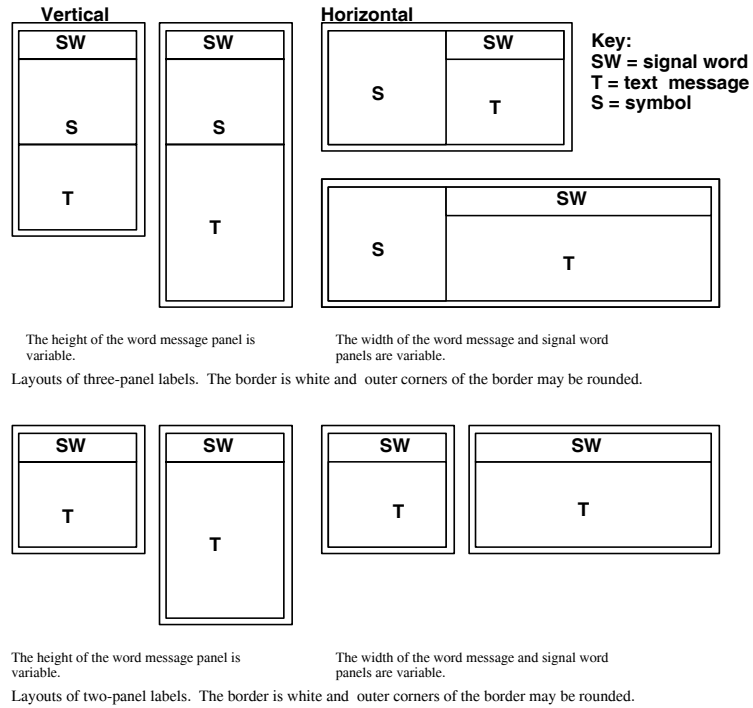 Vertical
Horizontal
SW
SW
SW
Key:
SW = signal word
T = text message
S = symbol
S
S
S
T
T
T
SW
S
T
The height of the word message panel is
variable.
The width of the word message and signal word
panels are variable.
Layouts of three-panel labels. The border is white and outer corners of the border may be rounded.
SW
SW
SW
SW
T
T
T
T
The height of the word message panel is
variable.
The width of the word message and signal word
panels are variable.
Layouts of two-panel labels. The border is white and outer corners of the border may be rounded.